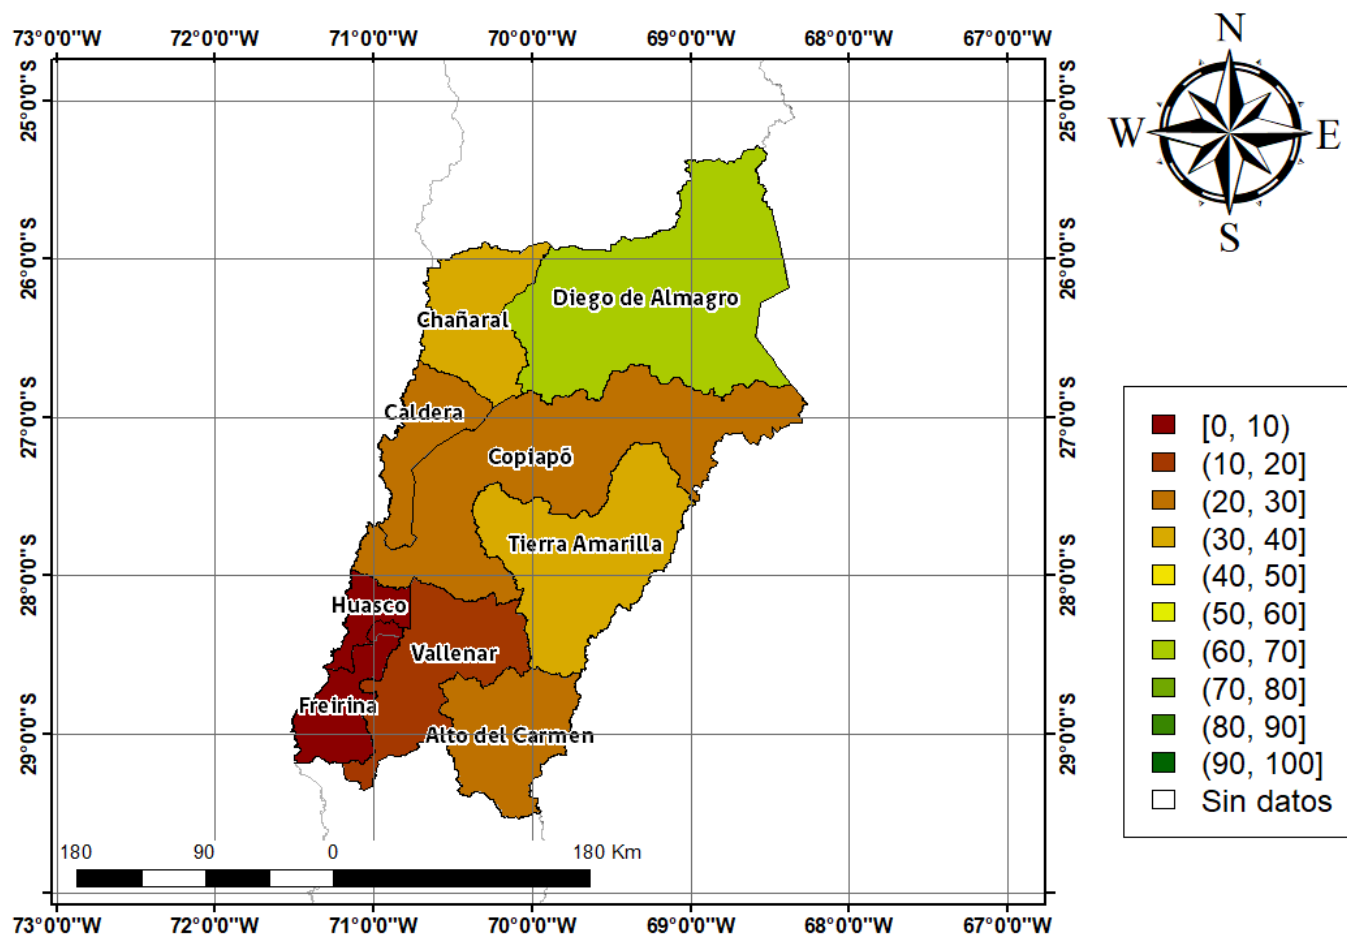 73°0'0"W 72°0'0"W 71°0'0"W 70°0'0"W 69°0'0"W 68°0'0"W 67°0'0"W
N
W E
S
25°0'0"S 25°0'0"S
26°0'0"S 26°0'0"S
27°0'0"S 27°0'0"S
28°0'0"S 28°0'0"S
29°0'0"S 29°0'0"S
Diego de Almagro
Chañaral
Caldera
Copiapó
Tierra Amarilla
Huasco
Vallenar
Freirina
Alto del Carmen
[0, 10)
(10, 20]
(20, 30]
(30, 40]
(40, 50]
(50, 60]
(60, 70]
(70, 80]
(80, 90]
(90, 100]
Sin datos
180 90 0 180 Km
73°0'0"W 72°0'0"W 71°0'0"W 70°0'0"W 69°0'0"W 68°0'0"W 67°0'0"W